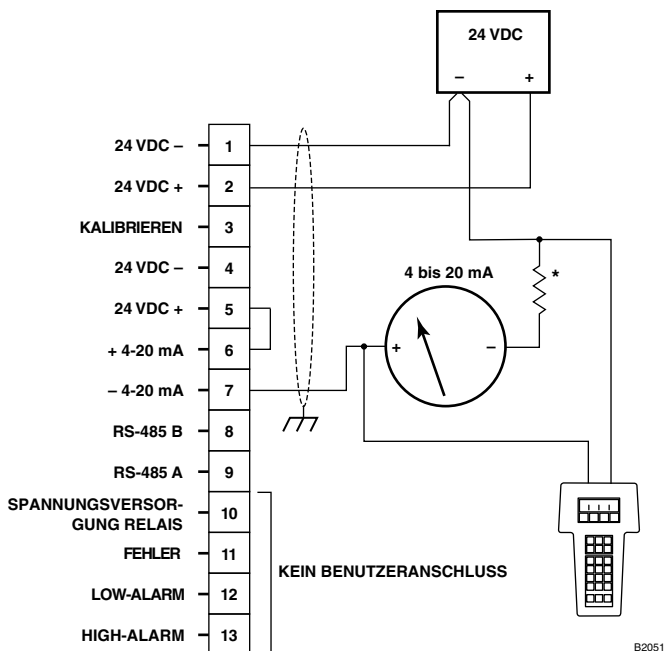 24 VDC
– +
24 VDC – 1
24 VDC + 2
KALIBRIEREN 3
24 VDC – 4
24 VDC + 5
+ 4-20 mA 6
– 4-20 mA 7
RS-485 B 8
RS-485 A 9
SPANNUNGSVERSOR-
GUNG RELAIS 10
FEHLER 11
LOW-ALARM 12
HIGH-ALARM 13
4 bis 20 mA
*
+ –
KEIN BENUTZERANSCHLUSS
B2051